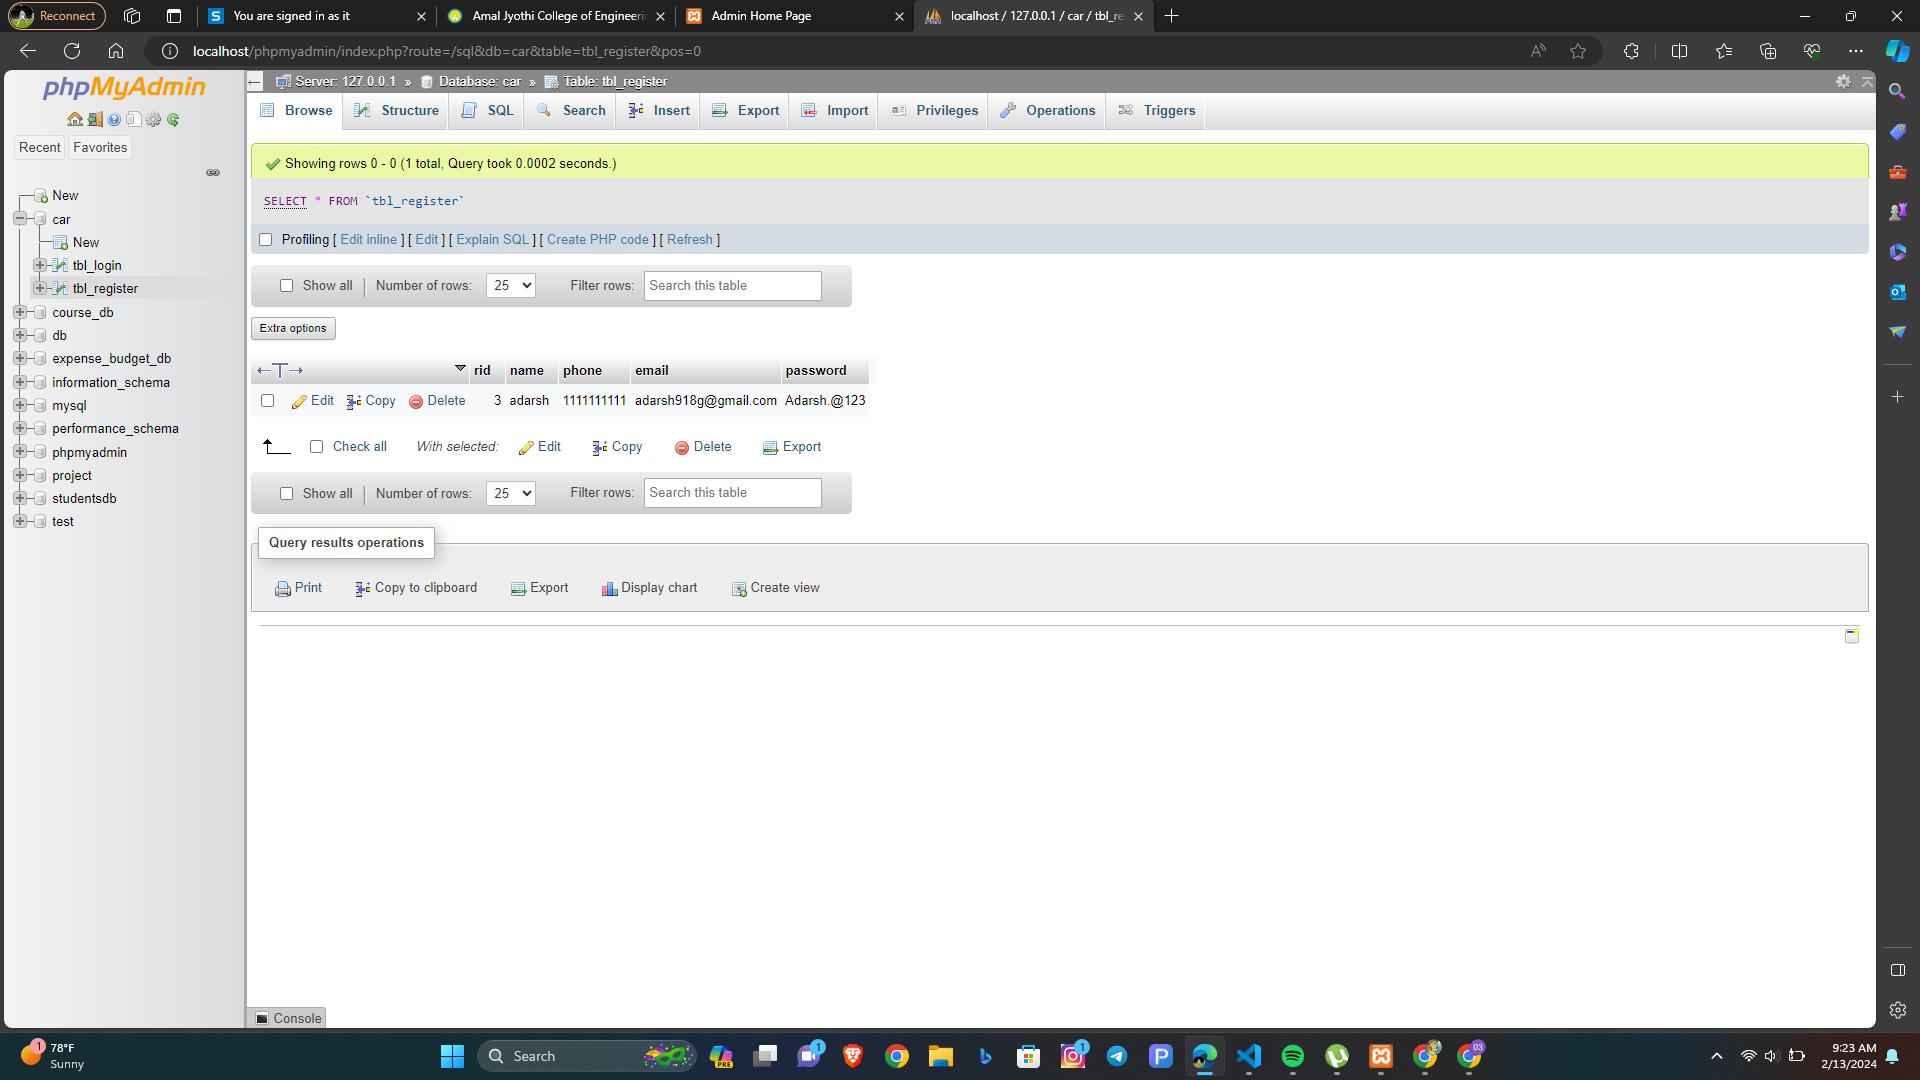 Reconnect
You are signed in as it
Amal Jyothi College of Engineerin
Admin Home Page
localhost / 127.0.0.1 / car / tbl_re
localhost/phpmyadmin/index.php?route=/sql&db=car&table=tbl_register&pos=0
phpMyAdmin
Recent
Favorites
New
car
New
tbl_login
tbl_register
course_db
db
expense_budget_db
information_schema
mysql
performance_schema
phpmyadmin
project
studentsdb
test
Server: 127.0.0.1 » Database: car » Table: tbl_register
Browse
Structure
SQL
Search
Insert
Export
Import
Privileges
Operations
Triggers
Showing rows 0 - 0 (1 total, Query took 0.0002 seconds.)
SELECT * FROM `tbl_register`
Profiling [ Edit inline ] [ Edit ] [ Explain SQL ] [ Create PHP code ] [ Refresh ]
Show all
Number of rows:
25
Filter rows:
Search this table
Extra options
rid name phone email password
Edit Copy Delete 3 adarsh 1111111111 adarsh918g@gmail.com Adarsh.@123
Check all With selected: Edit Copy Delete Export
Show all
Number of rows:
25
Filter rows:
Search this table
Query results operations
Print
Copy to clipboard
Export
Display chart
Create view
Console
1
78°F
Sunny
Search
PRE
1
1
03
9:23 AM
2/13/2024